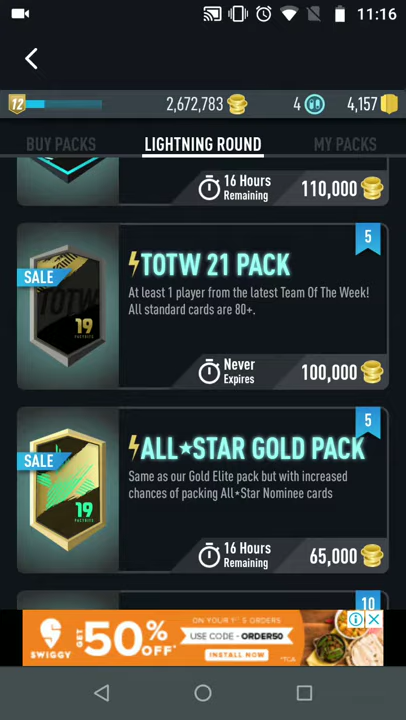 11:16
12
2,672,783
4
4,157
BUY PACKS
LIGHTNING ROUND
MY PACKS
16 Hours
Remaining
110,000
5
SALE
TOTW
19
TOTW 21 PACK
At least 1 player from the latest Team Of The Week!
All standard cards are 80+.
Never
Expires
100,000
5
SALE
19
ALL★STAR GOLD PACK
Same as our Gold Elite pack but with increased
chances of packing All★Star Nominee cards
16 Hours
Remaining
65,000
10
SWIGGY
GET 50% OFF*
ON YOUR 1ST 5 ORDERS
USE CODE - ORDER50
INSTALL NOW
*T&CA